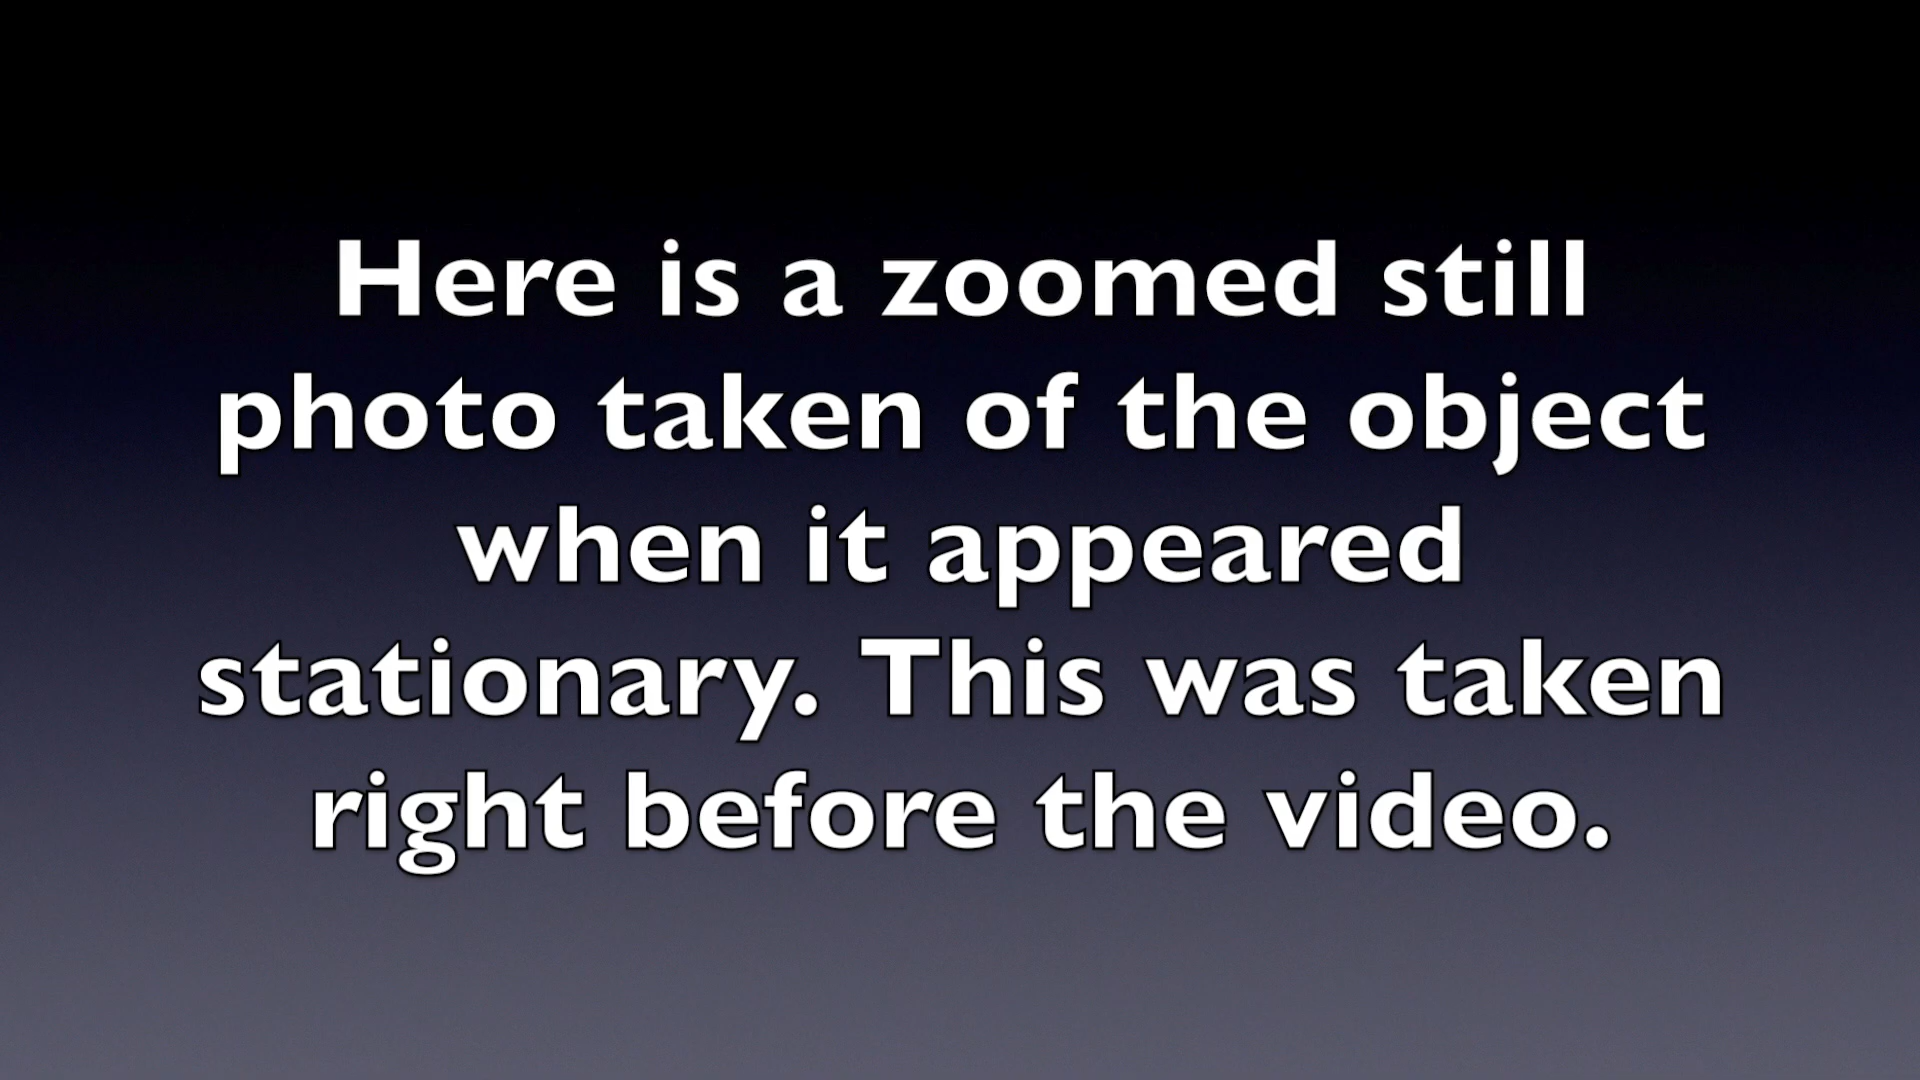 Here is a zoomed still
photo taken of the object
when it appeared
stationary. This was taken
right before the video.